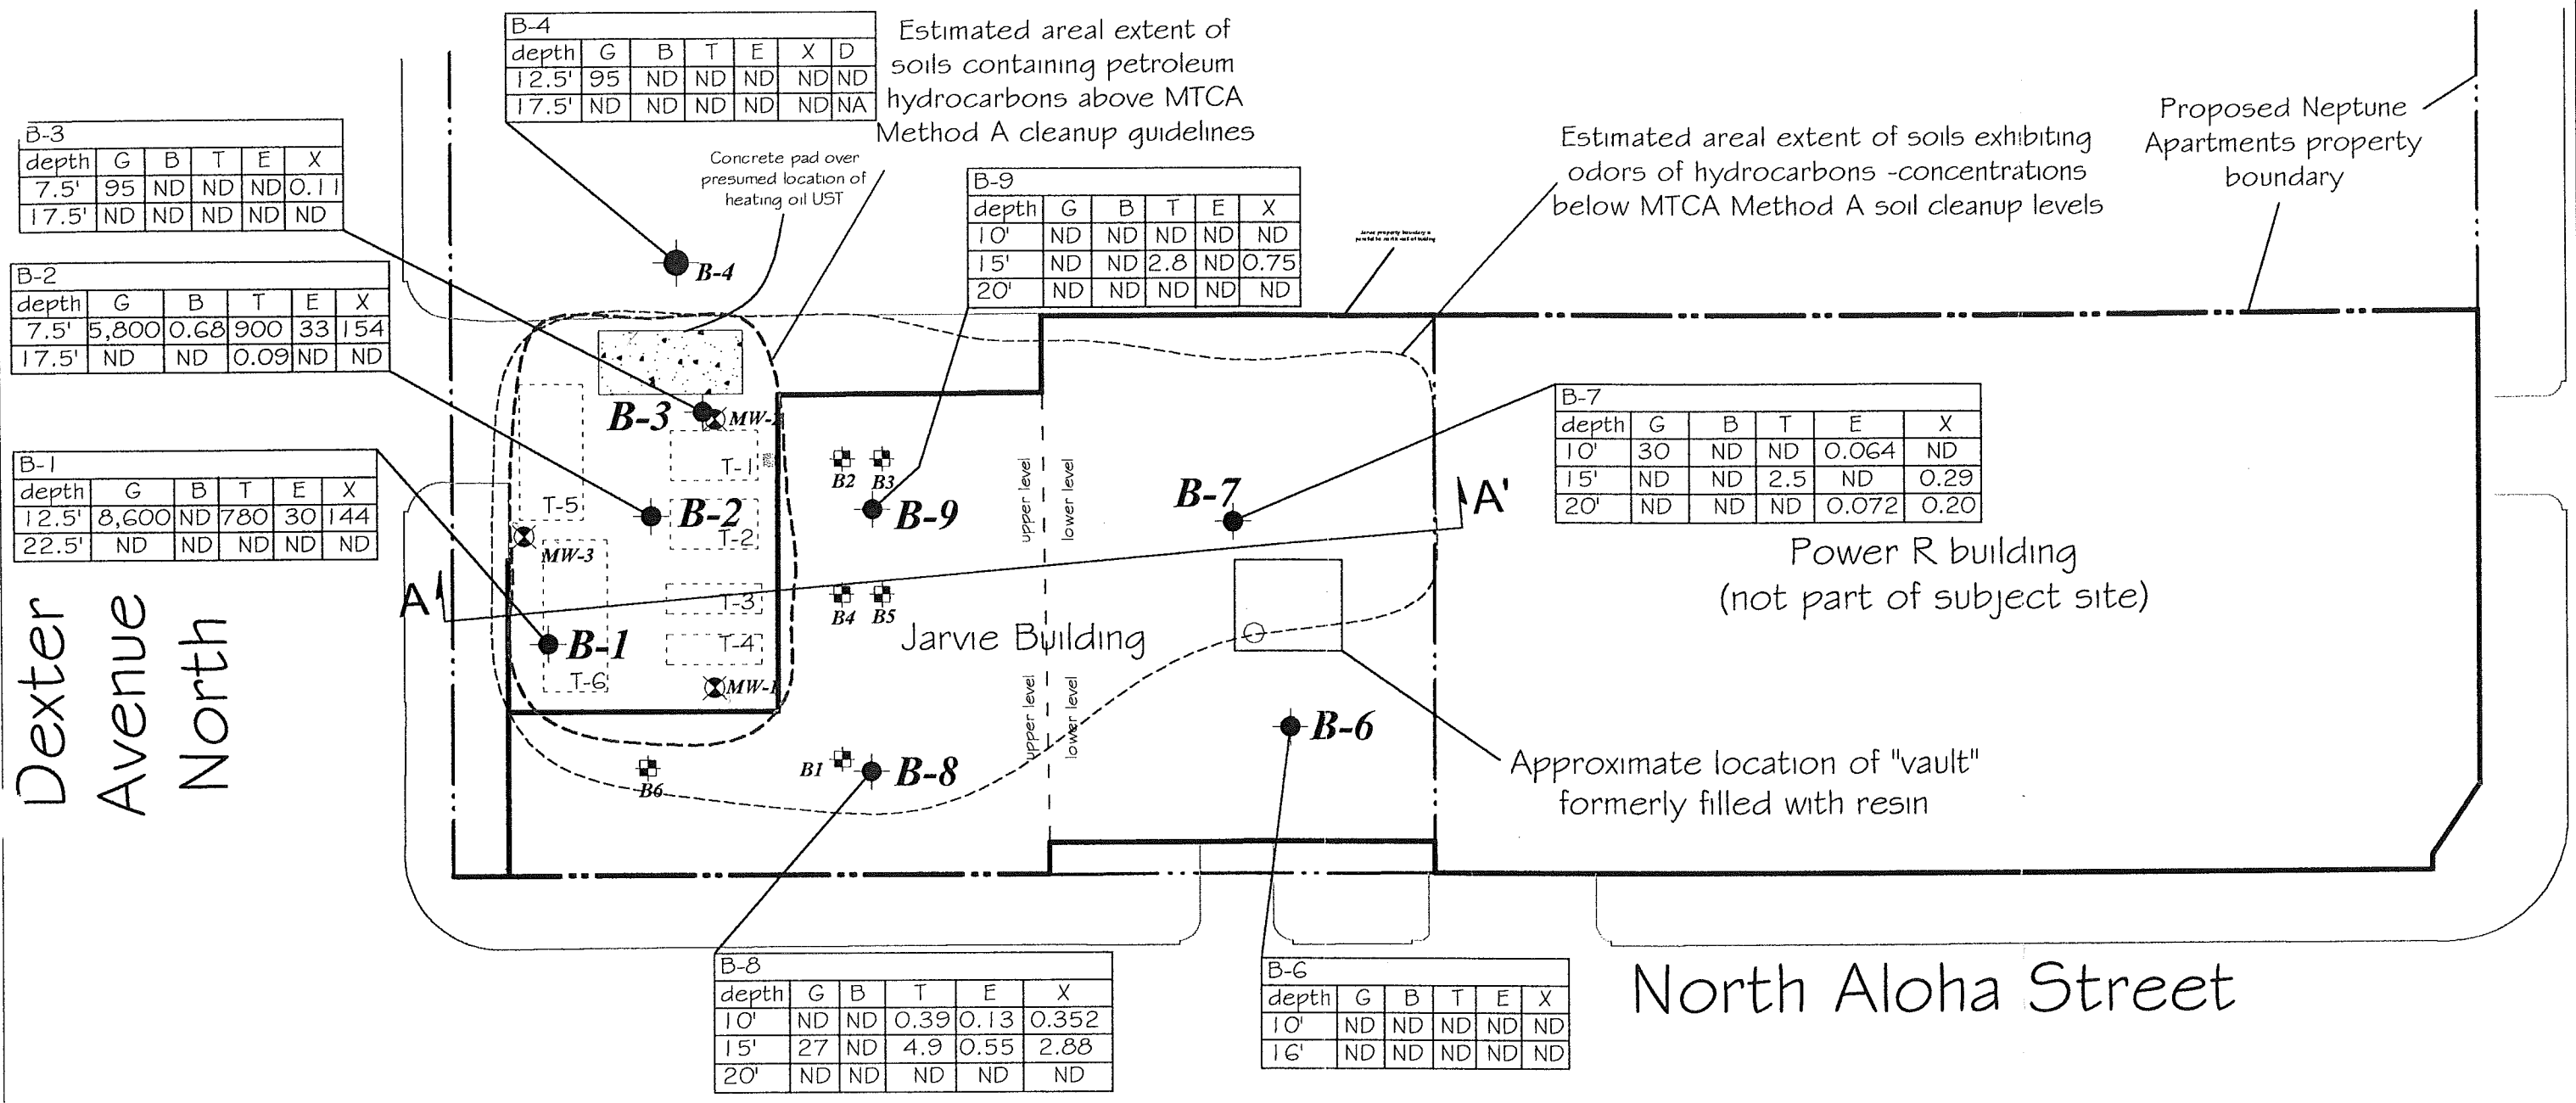 B-4
depth G B T E X D
12.5' 95 ND ND ND ND ND
17.5' ND ND ND ND ND NA
Estimated areal extent of
soils containing petroleum
hydrocarbons above MTCA
Method A cleanup guidelines
B-3
depth G B T E X
7.5' 95 ND ND ND 0.11
17.5' ND ND ND ND ND
Concrete pad over
presumed location of
heating oil UST
B-9
depth G B T E X
10' ND ND ND ND ND
15' ND ND 2.8 ND 0.75
20' ND ND ND ND ND
Estimated areal extent of soils exhibiting
odors of hydrocarbons -concentrations
below MTCA Method A soil cleanup levels
Proposed Neptune
Apartments property
boundary
B-2
depth G B T E X
7.5' 5,800 0.68 900 33 154
17.5' ND ND 0.09 ND ND
B-4
B-3
MW-2
T-1
T-5
B-2
T-2
MW-3
T-3
T-4
B-1
T-6
MW-1
B2 B3
B-9
B4 B5
B1
B-8
B6
upper level
lower level
upper level
lower level
Jarvie Building
B-7
A'
A
B-6
B-7
depth G B T E X
10' 30 ND ND 0.064 ND
15' ND ND 2.5 ND 0.29
20' ND ND ND 0.072 0.20
Power R building
(not part of subject site)
Approximate location of "vault"
formerly filled with resin
B-1
depth G B T E X
12.5' 8,600 ND 780 30 144
22.5' ND ND ND ND ND
Dexter
Avenue
North
B-8
depth G B T E X
10' ND ND 0.39 0.13 0.352
15' 27 ND 4.9 0.55 2.88
20' ND ND ND ND ND
B-6
depth G B T E X
10' ND ND ND ND ND
16' ND ND ND ND ND
North Aloha Street